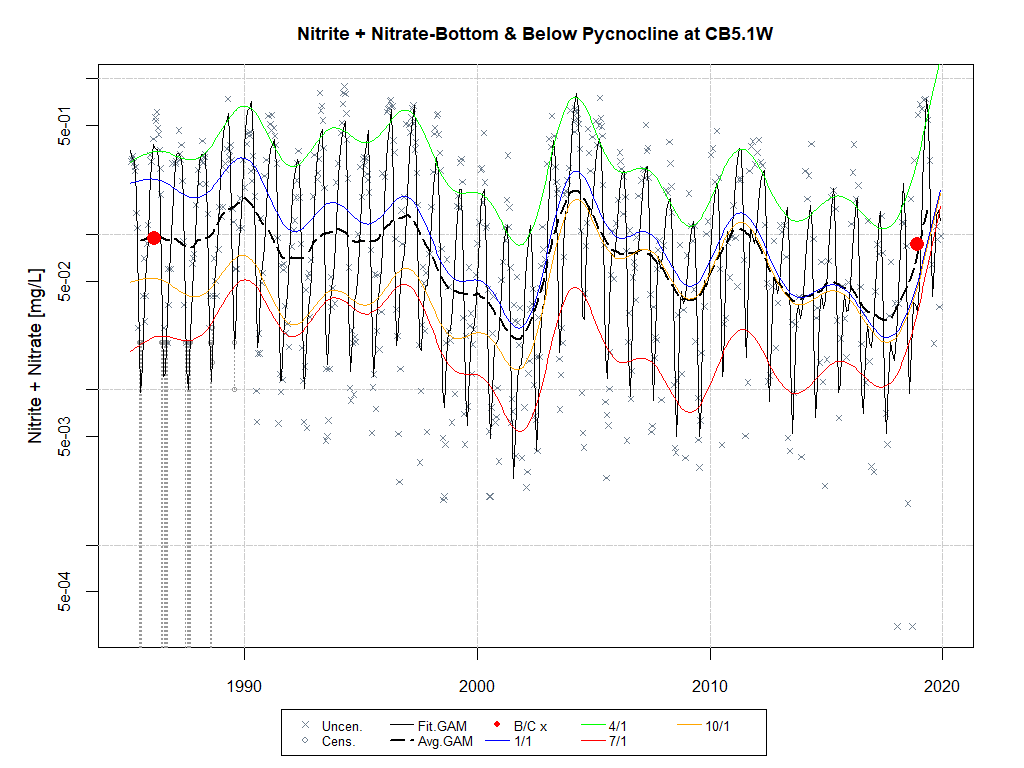 Nitrite + Nitrate-Bottom & Below Pycnocline at CB5.1W
Nitrite + Nitrate [mg/L]
5e-01
5e-02
5e-03
5e-04
1990 2000 2010 2020
Uncen. Fit.GAM B/C x 4/1 10/1
Cens. Avg.GAM 1/1 7/1